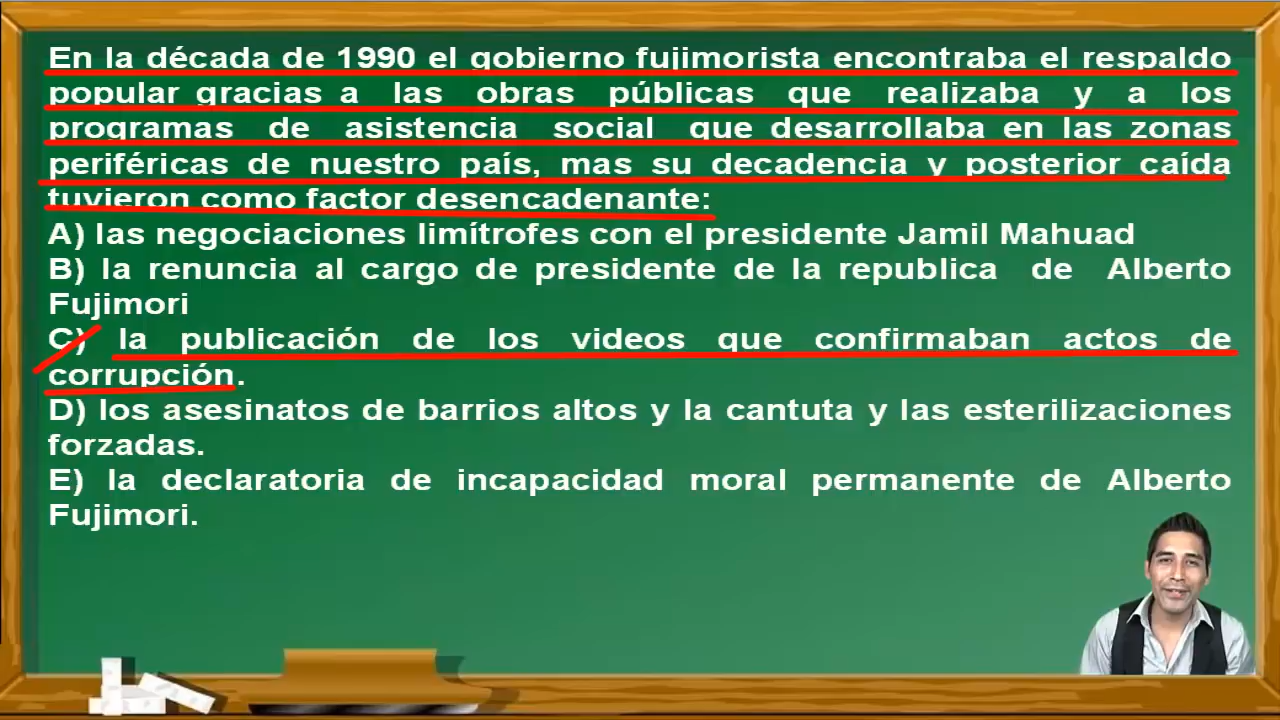 En la década de 1990 el gobierno fujimorista encontraba el respaldo
popular gracias a las obras públicas que realizaba y a los
programas de asistencia social que desarrollaba en las zonas
periféricas de nuestro país, mas su decadencia y posterior caída
tuvieron como factor desencadenante:
A) las negociaciones limítrofes con el presidente Jamil Mahuad
B) la renuncia al cargo de presidente de la republica de Alberto
Fujimori
C) la publicación de los videos que confirmaban actos de
corrupción.
D) los asesinatos de barrios altos y la cantuta y las esterilizaciones
forzadas.
E) la declaratoria de incapacidad moral permanente de Alberto
Fujimori.